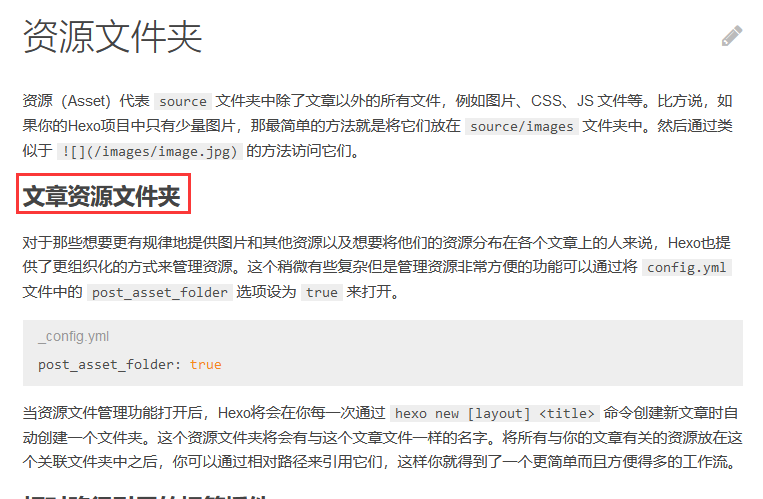 资源文件夹
资源（Asset）代表 source 文件夹中除了文章以外的所有文件，例如图片、CSS、JS 文件等。比方说，如
果你的Hexo项目中只有少量图片，那最简单的方法就是将它们放在 source/images 文件夹中。然后通过类
似于 ![](/images/image.jpg) 的方法访问它们。
文章资源文件夹
对于那些想要更有规律地提供图片和其他资源以及想要将他们的资源分布在各个文章上的人来说，Hexo也提
供了更组织化的方式来管理资源。这个稍微有些复杂但是管理资源非常方便的功能可以通过将 config.yml
文件中的 post_asset_folder 选项设为 true 来打开。
_config.yml
post_asset_folder: true
当资源文件管理功能打开后，Hexo将会在你每一次通过 hexo new [layout] <title> 命令创建新文章时自
动创建一个文件夹。这个资源文件夹将会有与这个文章文件一样的名字。将所有与你的文章有关的资源放在这
个关联文件夹中之后，你可以通过相对路径来引用它们，这样你就得到了一个更简单而且方便得多的工作流。